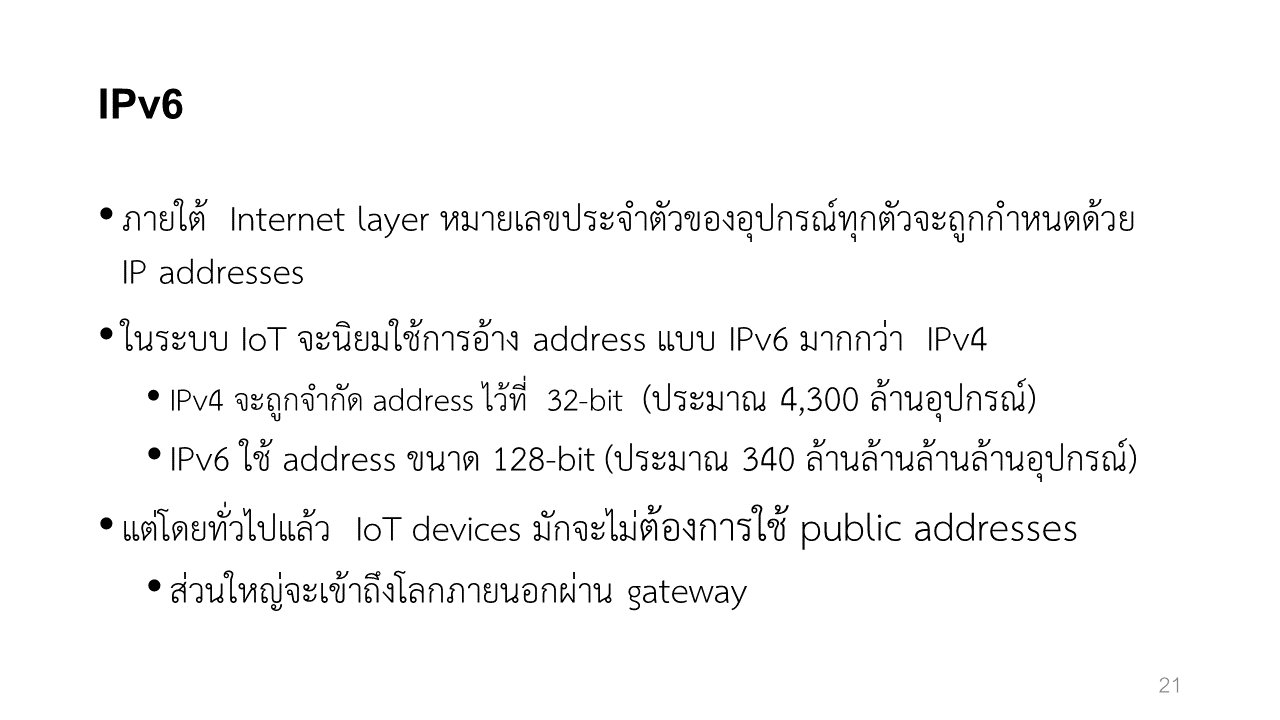 IPv6
• ภายใต้  Internet layer หมายเลขประจำตัวของอุปกรณ์ทุกตัวจะถูกกำหนดด้วย
IP addresses
• ในระบบ IoT จะนิยมใช้การอ้าง address แบบ IPv6 มากกว่า  IPv4
• IPv4 จะถูกจำกัด address ไว้ที่  32-bit  (ประมาณ 4,300 ล้านอุปกรณ์)
• IPv6 ใช้ address ขนาด 128-bit (ประมาณ 340 ล้านล้านล้านล้านอุปกรณ์)
• แต่โดยทั่วไปแล้ว  IoT devices มักจะไม่ต้องการใช้ public addresses
• ส่วนใหญ่จะเข้าถึงโลกภายนอกผ่าน gateway
21